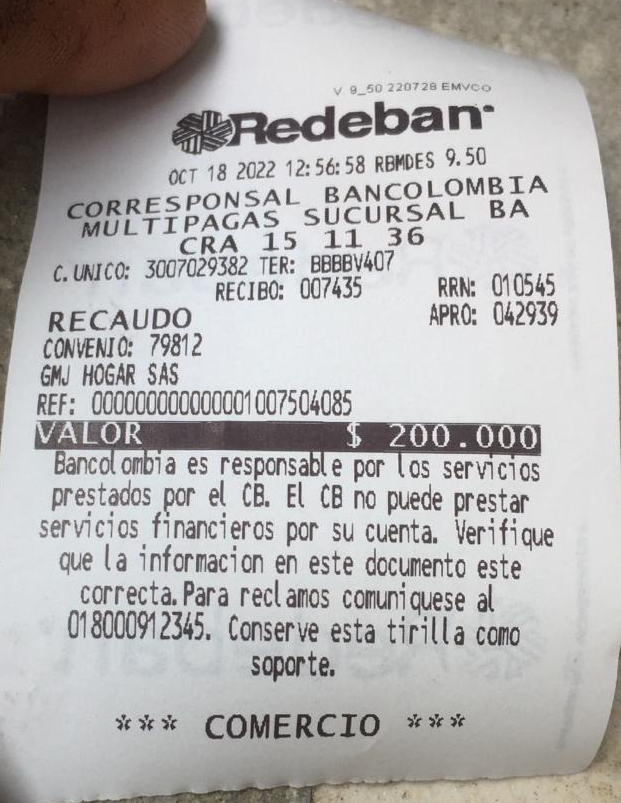 V 9_50 220728 EMVCO
Redeban
OCT 18 2022 12:56:58 RBMDES 9.50
CORRESPONSAL BANCOLOMBIA
MULTIPAGAS SUCURSAL BA
CRA 15 11 36
C. UNICO: 3007029382 TER: BBBBV407
RECIBO: 007435 RRN: 010545
RECAUDO APRO: 042939
CONVENIO: 79812
GMJ HOGAR SAS
REF: 000000000000001007504085
VALOR $ 200.000
Bancolombia es responsable por los servicios
prestados por el CB. El CB no puede prestar
servicios financieros por su cuenta. Verifique
que la informacion en este documento este
correcta. Para reclamos comuniquese al
018000912345. Conserve esta tirilla como
soporte.
*** COMERCIO ***